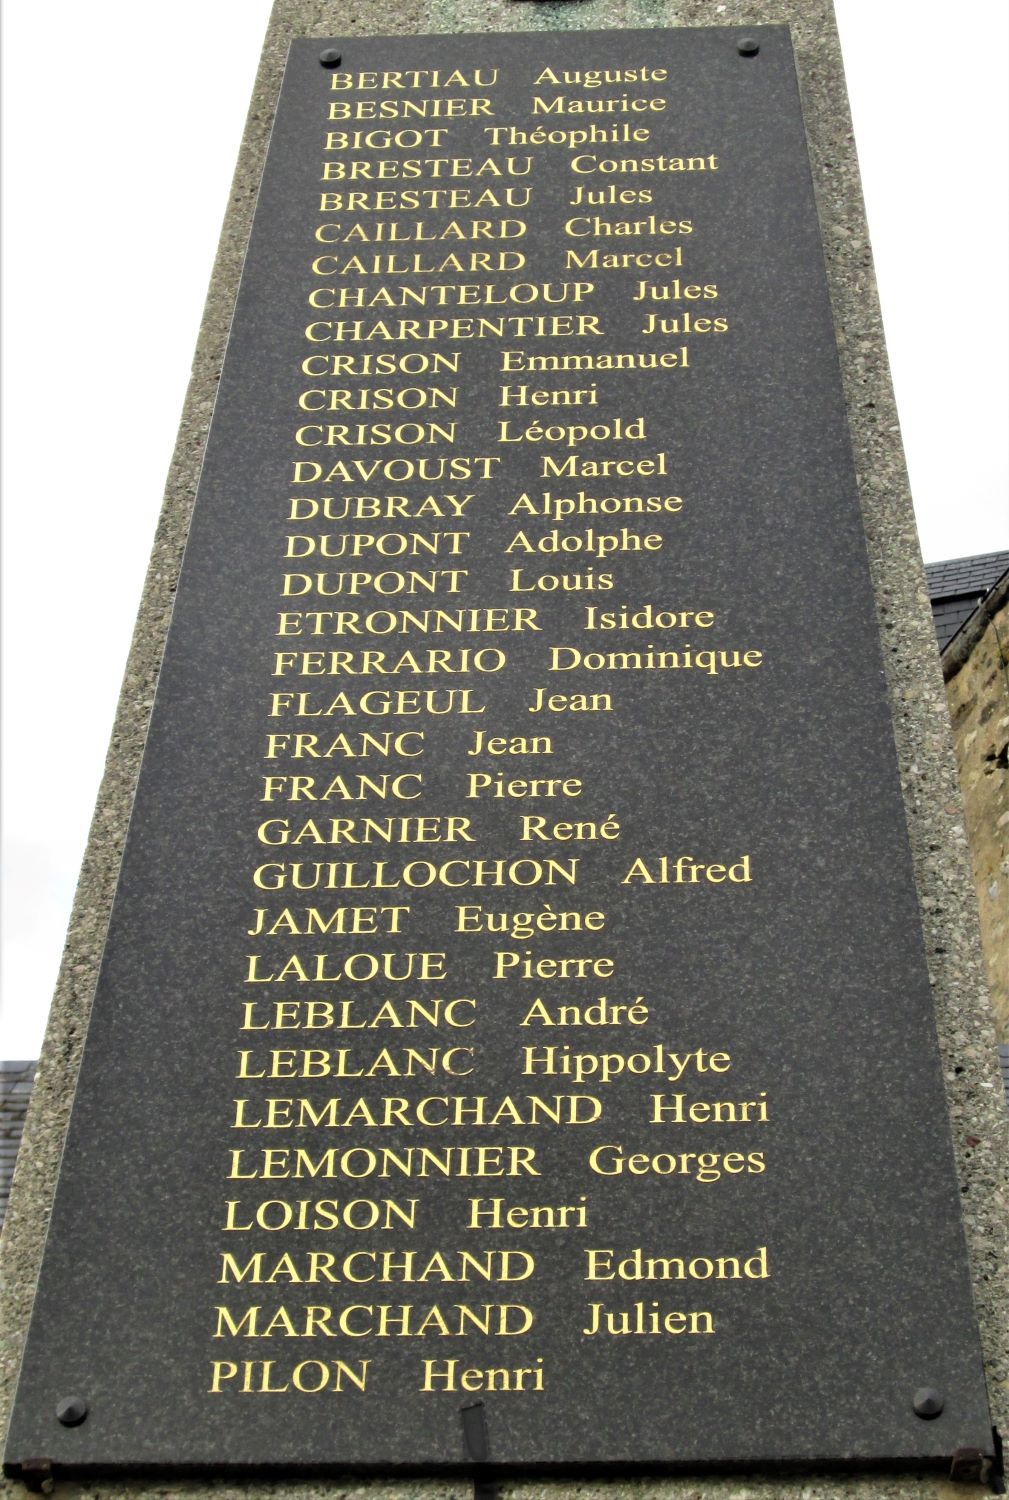 BERTIAU Auguste
BESNIER Maurice
BIGOT Théophile
BRESTEAU Constant
BRESTEAU Jules
CAILLARD Charles
CAILLARD Marcel
CHANTELOUP Jules
CHARPENTIER Jules
CRISON Emmanuel
CRISON Henri
CRISON Léopold
DAVOUST Marcel
DUBRAY Alphonse
DUPONT Adolphe
DUPONT Louis
ETRONNIER Isidore
FERRARIO Dominique
FLAGEUL Jean
FRANC Jean
FRANC Pierre
GARNIER René
GUILLOCHON Alfred
JAMET Eugène
LALOUE Pierre
LEBLANC André
LEBLANC Hippolyte
LEMARCHAND Henri
LEMONNIER Georges
LOISON Henri
MARCHAND Edmond
MARCHAND Julien
PILON Henri